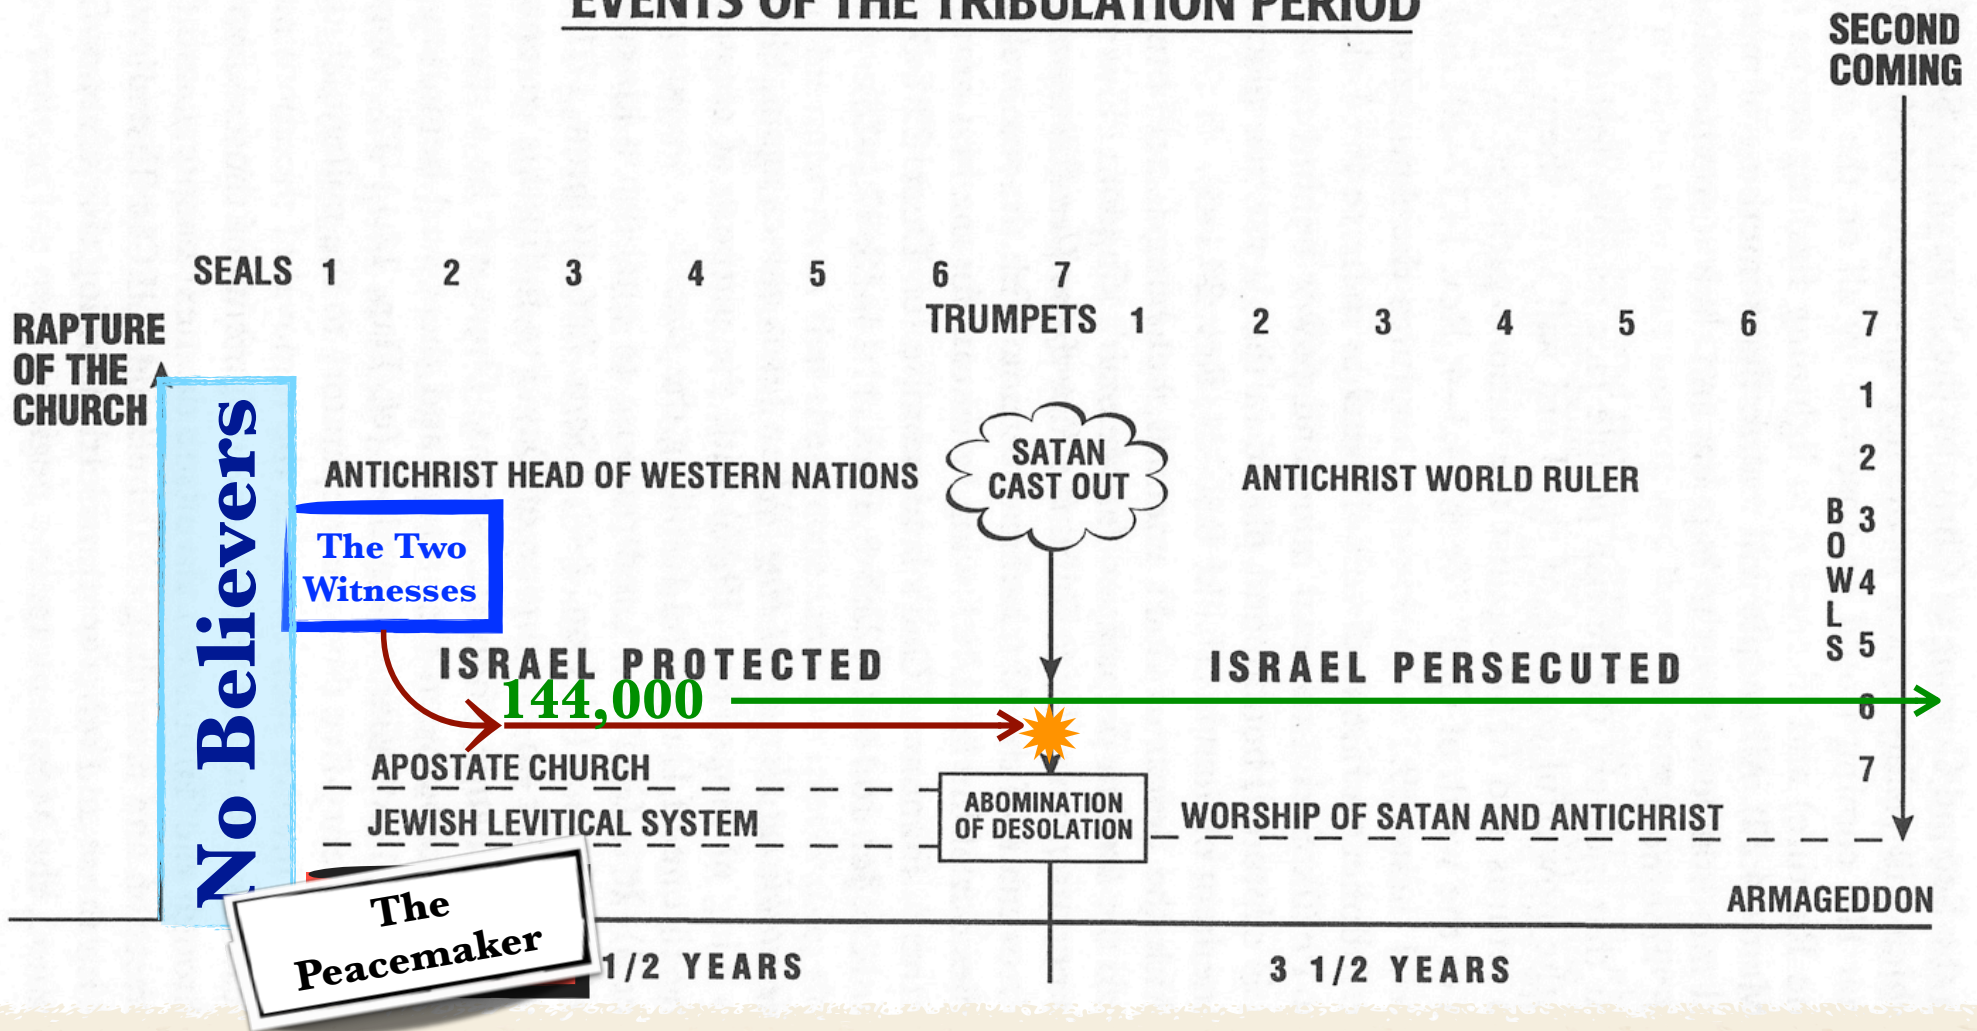 EVENTS OF THE TRIBULATION PERIOD
SECOND
COMING
SEALS 1 2 3 4 5 6 7
TRUMPETS 1 2 3 4 5 6 7
RAPTURE
OF THE
CHURCH
No Believers
ANTICHRIST HEAD OF WESTERN NATIONS
SATAN
CAST OUT
ANTICHRIST WORLD RULER
BOWLS
1
2
3
4
5
6
7
The Two
Witnesses
ISRAEL PROTECTED
ISRAEL PERSECUTED
144,000
APOSTATE CHURCH
JEWISH LEVITICAL SYSTEM
ABOMINATION
OF DESOLATION
WORSHIP OF SATAN AND ANTICHRIST
The
Peacemaker
ARMAGEDDON
1/2 YEARS
3 1/2 YEARS